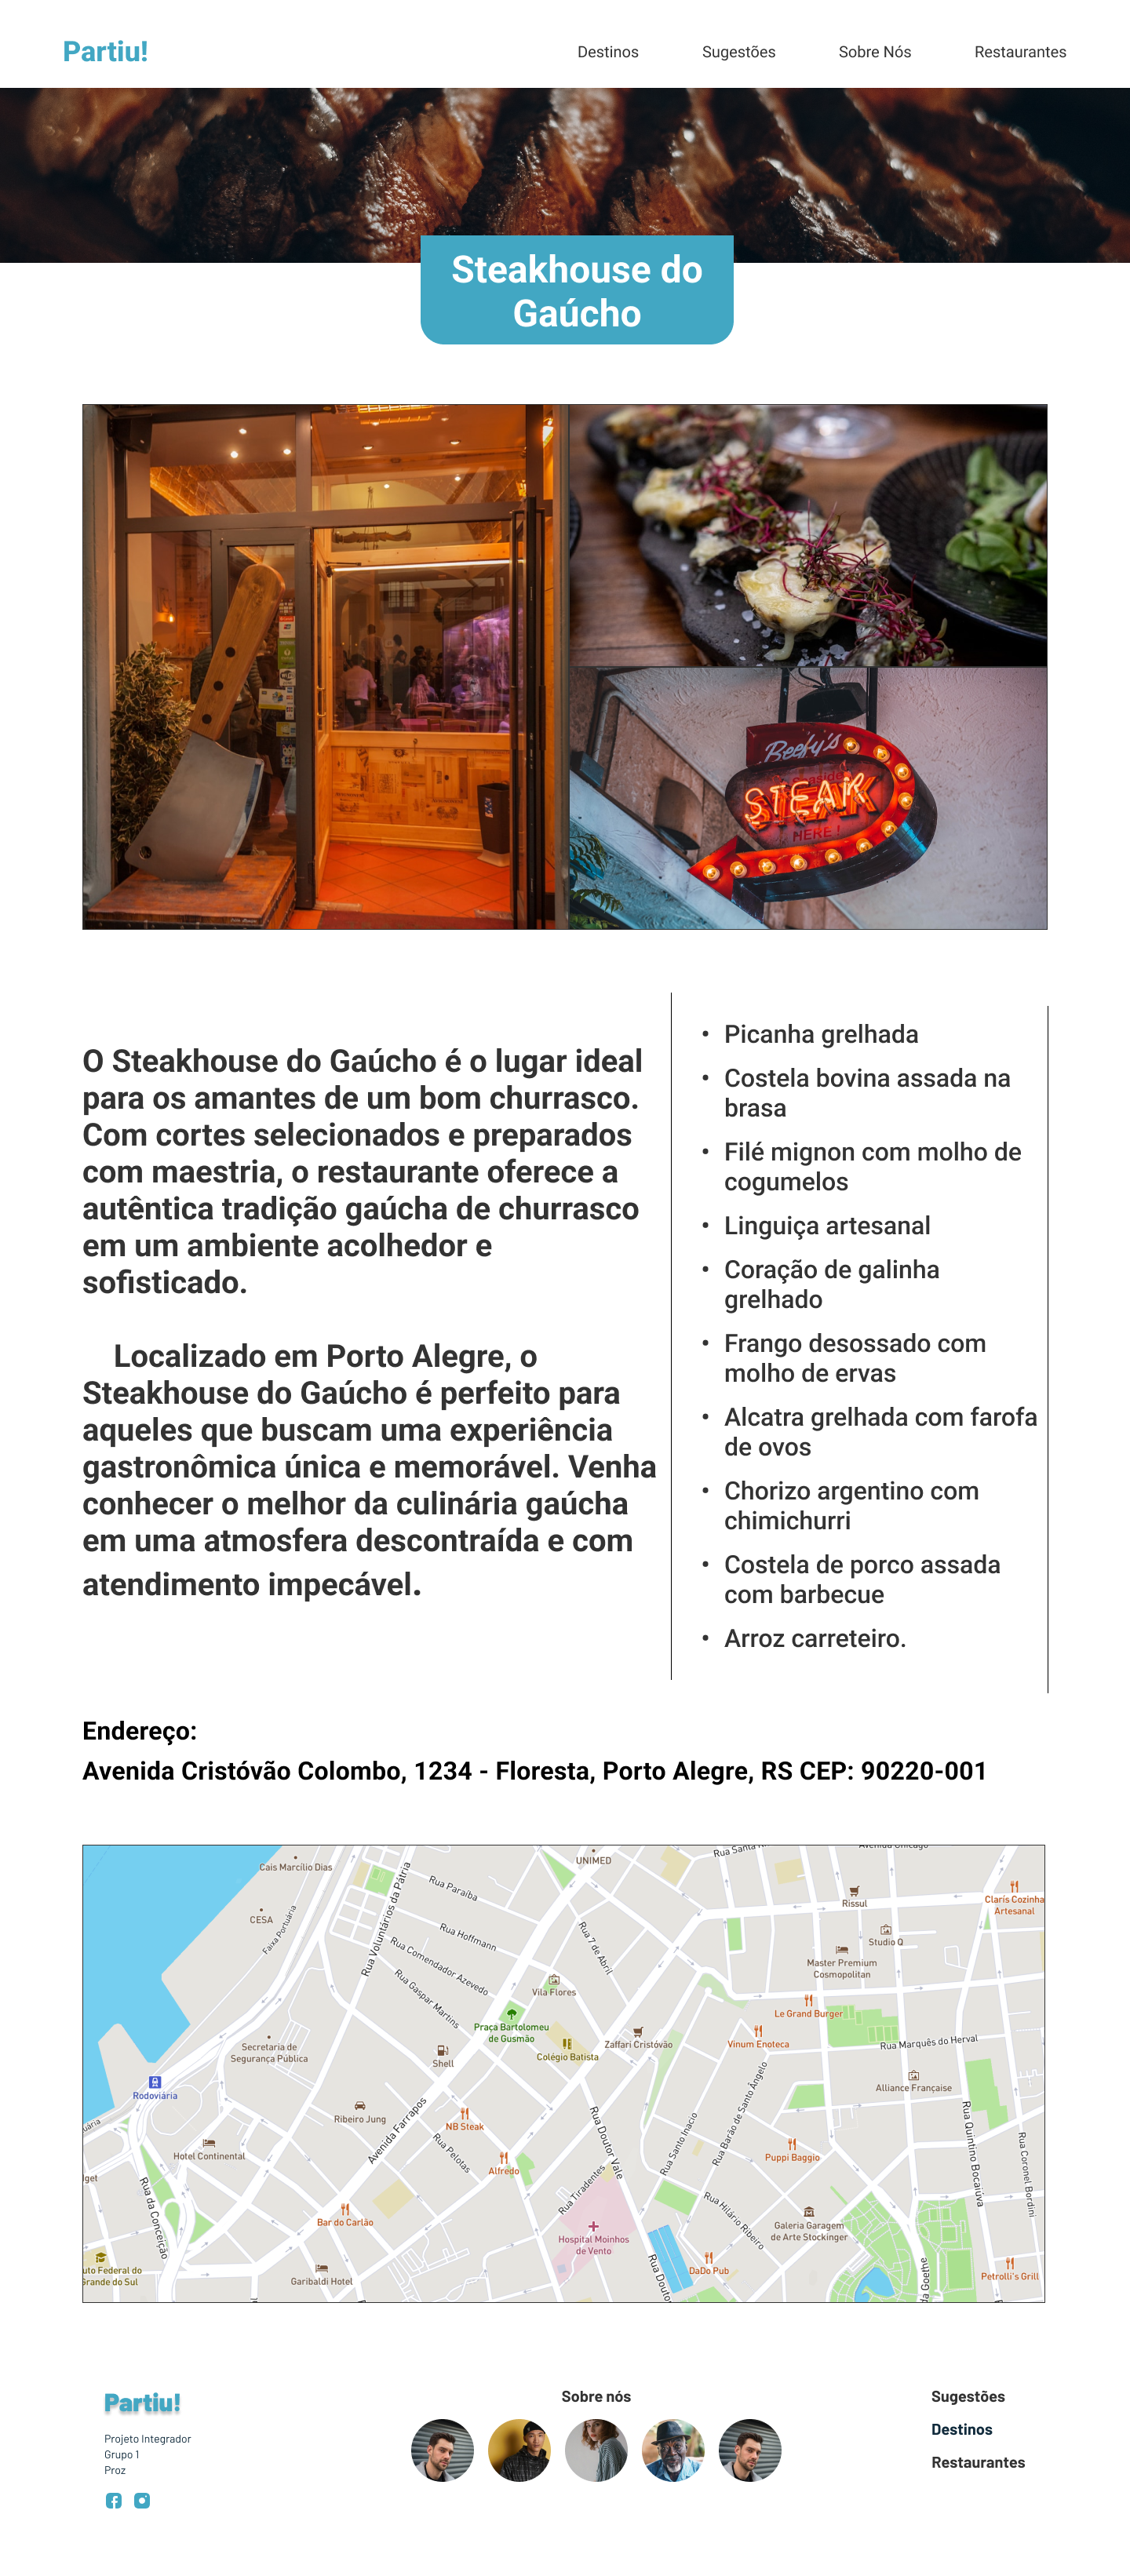 Partiu!
Destinos
Sugestões
Sobre Nós
Restaurantes
Steakhouse do
Gaúcho
Beefy's
STEAK
HERE!
O Steakhouse do Gaúcho é o lugar ideal
para os amantes de um bom churrasco.
Com cortes selecionados e preparados
com maestria, o restaurante oferece a
autêntica tradição gaúcha de churrasco
em um ambiente acolhedor e
sofisticado.
Localizado em Porto Alegre, o
Steakhouse do Gaúcho é perfeito para
aqueles que buscam uma experiência
gastronômica única e memorável. Venha
conhecer o melhor da culinária gaúcha
em uma atmosfera descontraída e com
atendimento impecável.
• Picanha grelhada
• Costela bovina assada na
brasa
• Filé mignon com molho de
cogumelos
• Linguiça artesanal
• Coração de galinha
grelhado
• Frango desossado com
molho de ervas
• Alcatra grelhada com farofa
de ovos
• Chorizo argentino com
chimichurri
• Costela de porco assada
com barbecue
• Arroz carreteiro.
Endereço:
Avenida Cristóvão Colombo, 1234 - Floresta, Porto Alegre, RS CEP: 90220-001
Cais Marcílio Dias
UNIMED
Rua Santa
Rua Paraíba
Rissul
Claris Cozinha
Artesanal
CESA
Faixa Portuária
Rua Voluntários da Pátria
Rua Hoffmann
Rua 7 de Abril
Studio Q
Rua Comendador Azevedo
Master Premium
Cosmopolitan
Rua Gaspar Martins
Vila Flores
Le Grand Burger
Praça Bartolomeu
de Gusmão
Secretaria de
Segurança Pública
Shell
Colégio Batista
Zaffari Cristóvão
Vinum Enoteca
Rua Marquês do Herval
Rodoviária
Alliance Française
Ribeiro Jung
Avenida Farrapos
NB Steak
Rua Pelotas
Rua Doutor Vale
Rua Santo Inácio
Rua Barão de Santo Ângelo
Rua Quintino Bocaiúva
Rua Coronel Bordini
Hotel Continental
Alfredo
Puppi Baggio
Rua da Conceição
Rua Tiradentes
Rua Hilário Ribeiro
Bar do Carlão
Hospital Moinhos
de Vento
Galeria Garagem
de Arte Stockinger
uto Federal do
Grande do Sul
Garibaldi Hotel
Rua Douto
DaDo Pub
da Goethe
Petrolli's Grill
Partiu!
Projeto Integrador
Grupo 1
Proz
Sobre nós
Sugestões
Destinos
Restaurantes